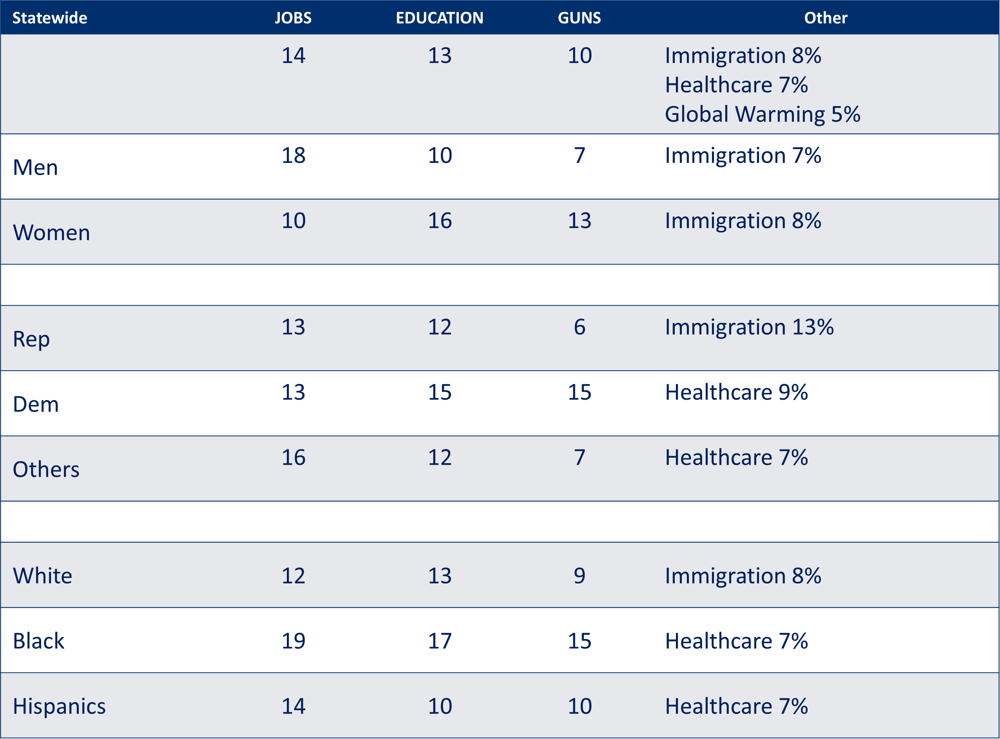 Statewide JOBS EDUCATION GUNS Other
14 13 10 Immigration 8%
Healthcare 7%
Global Warming 5%
Men 18 10 7 Immigration 7%
Women 10 16 13 Immigration 8%
Rep 13 12 6 Immigration 13%
Dem 13 15 15 Healthcare 9%
Others 16 12 7 Healthcare 7%
White 12 13 9 Immigration 8%
Black 19 17 15 Healthcare 7%
Hispanics 14 10 10 Healthcare 7%